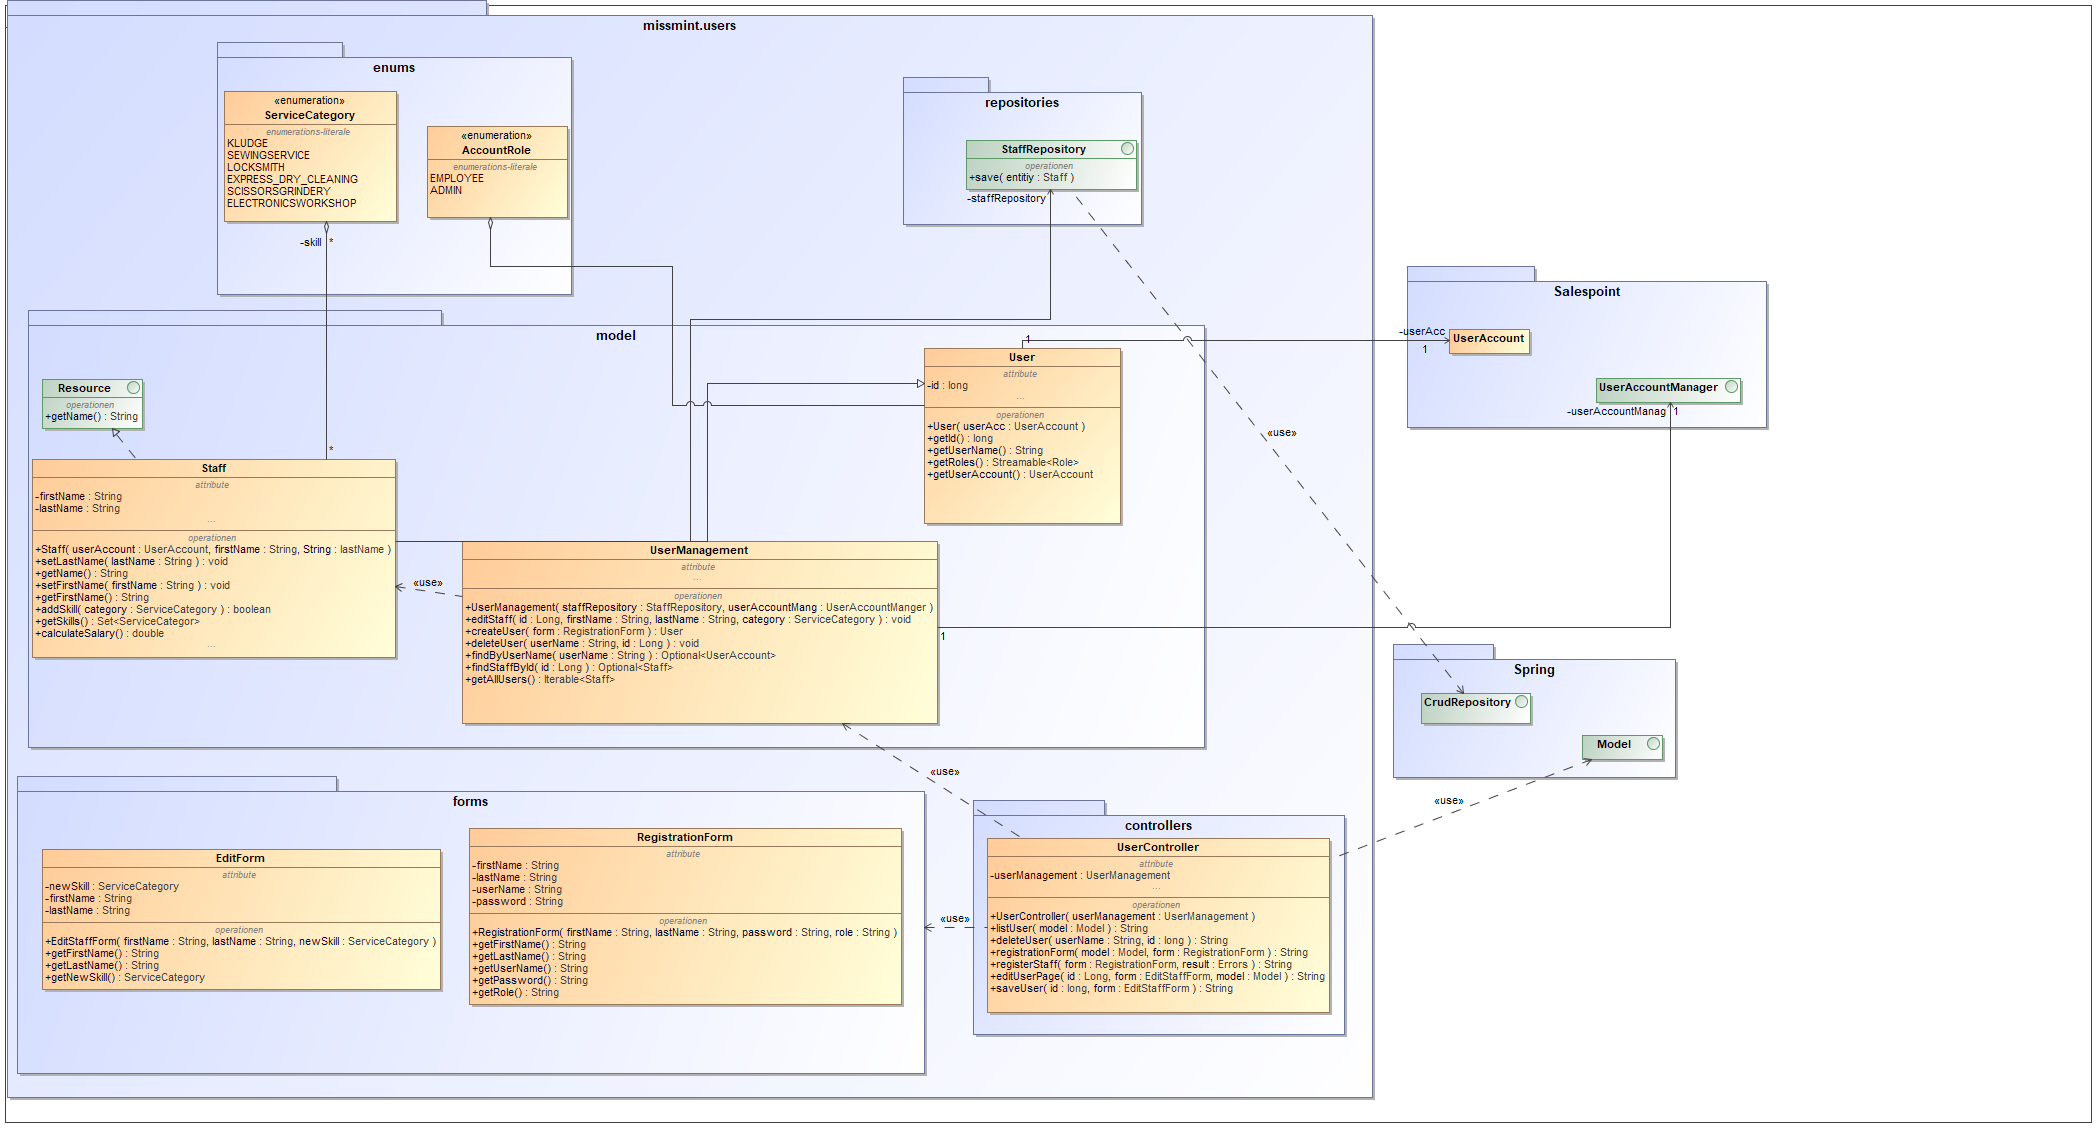 missmint.users
enums
«enumeration»
ServiceCategory
enumerations-literale
KLUDGE
SEWINGSERVICE
LOCKSMITH
EXPRESS_DRY_CLEANING
SCISSORSGRINDERY
ELECTRONICSWORKSHOP
«enumeration»
AccountRole
enumerations-literale
EMPLOYEE
ADMIN
-skill
*
repositories
StaffRepository
operationen
+save( entitiy : Staff )
-staffRepository
Salespoint
-userAcc
1
UserAccount
UserAccountManager
-userAccountManag
1
model
Resource
operationen
+getName() : String
*
Staff
attribute
-firstName : String
-lastName : String
...
operationen
+Staff( userAccount : UserAccount, firstName : String, String : lastName )
+setLastName( lastName : String ) : void
+getName() : String
+setFirstName( firstName : String ) : void
+getFirstName() : String
+addSkill( category : ServiceCategory ) : boolean
+getSkills() : Set<ServiceCategor>
+calculateSalary() : double
...
«use»
1
User
attribute
-id : long
...
operationen
+User( userAcc : UserAccount )
+getId() : long
+getUserName() : String
+getRoles() : Streamable<Role>
+getUserAccount() : UserAccount
«use»
UserManagement
attribute
...
operationen
+UserManagement( staffRepository : StaffRepository, userAccountMang : UserAccountManger )
+editStaff( id : Long, firstName : String, lastName : String, category : ServiceCategory ) : void
+createUser( form : RegistrationForm ) : User
+deleteUser( userName : String, id : Long ) : void
+findByUserName( userName : String ) : Optional<UserAccount>
+findStaffById( id : Long ) : Optional<Staff>
+getAllUsers() : Iterable<Staff>
1
Spring
CrudRepository
Model
«use»
«use»
forms
EditForm
attribute
-newSkill : ServiceCategory
-firstName : String
-lastName : String
operationen
+EditStaffForm( firstName : String, lastName : String, newSkill : ServiceCategory )
+getFirstName() : String
+getLastName() : String
+getNewSkill() : ServiceCategory
RegistrationForm
attribute
-firstName : String
-lastName : String
-userName : String
-password : String
operationen
+RegistrationForm( firstName : String, lastName : String, password : String, role : String )
+getFirstName() : String
+getLastName() : String
+getUserName() : String
+getPassword() : String
+getRole() : String
«use»
controllers
UserController
attribute
-userManagement : UserManagement
...
operationen
+UserController( userManagement : UserManagement )
+listUser( model : Model ) : String
+deleteUser( userName : String, id : long ) : String
+registrationForm( model : Model, form : RegistrationForm ) : String
+registerStaff( form : RegistrationForm, result : Errors ) : String
+editUserPage( id : Long, form : EditStaffForm, model : Model ) : String
+saveUser( id : long, form : EditStaffForm ) : String